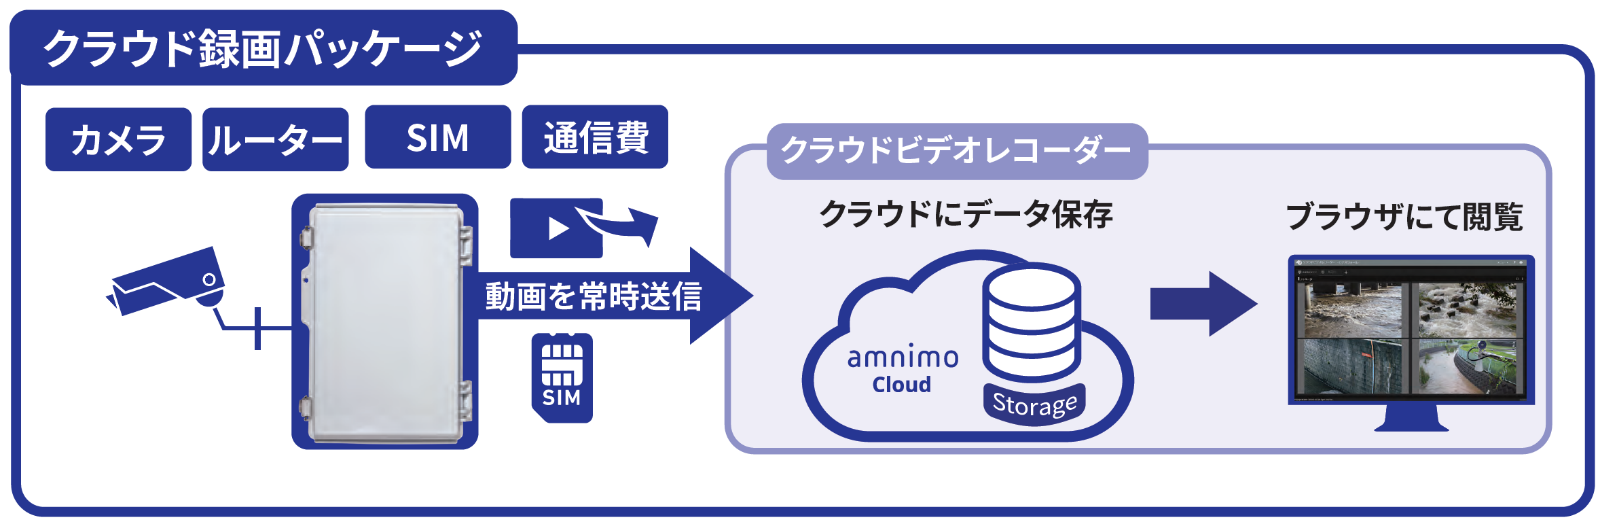 クラウド録画パッケージ
カメラ
ルーター
SIM
通信費
動画を常時送信
SIM
クラウドビデオレコーダー
クラウドにデータ保存
amnimo
Cloud
Storage
ブラウザにて閲覧